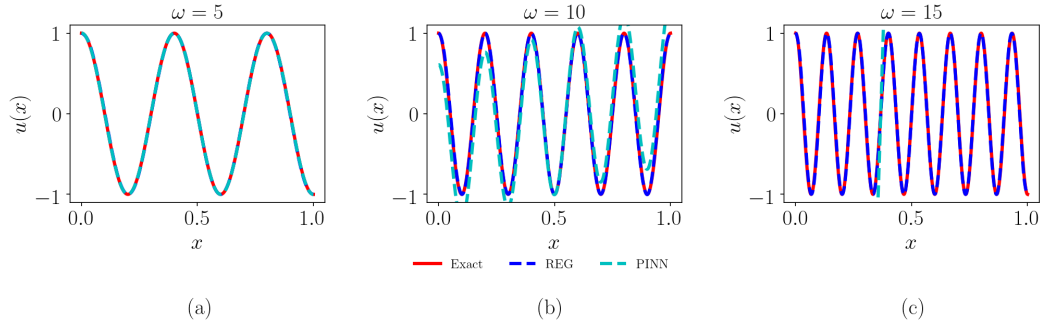 ω = 5
1
0
−1
u(x)
0.0 0.5 1.0
x
(a)
ω = 10
1
0
−1
u(x)
0.0 0.5 1.0
x
Exact REG PINN
(b)
ω = 15
1
0
−1
u(x)
0.0 0.5 1.0
x
(c)